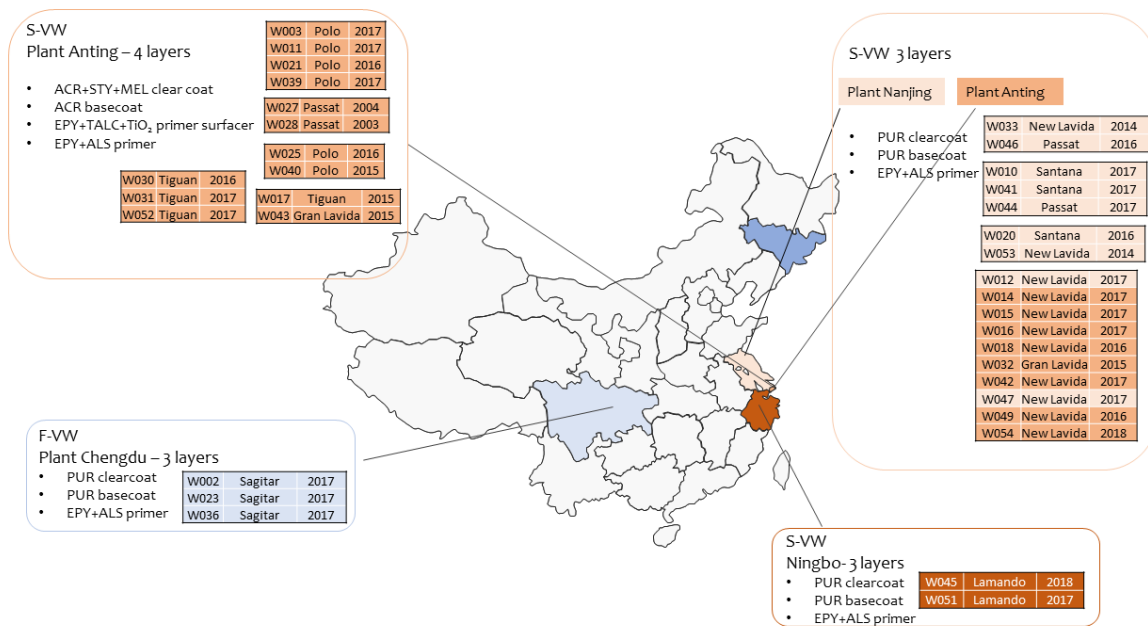 S-VW
Plant Anting – 4 layers
• ACR+STY+MEL clear coat
• ACR basecoat
• EPY+TALC+TiO₂ primer surfacer
• EPY+ALS primer
W003 Polo 2017
W011 Polo 2017
W021 Polo 2016
W039 Polo 2017
W027 Passat 2004
W028 Passat 2003
W025 Polo 2016
W040 Polo 2015
W030 Tiguan 2016
W031 Tiguan 2017
W052 Tiguan 2017
W017 Tiguan 2015
W043 Gran Lavida 2015
S-VW 3 layers
Plant Nanjing
Plant Anting
• PUR clearcoat
• PUR basecoat
• EPY+ALS primer
W033 New Lavida 2014
W046 Passat 2016
W010 Santana 2017
W041 Santana 2017
W044 Passat 2017
W020 Santana 2016
W053 New Lavida 2014
W012 New Lavida 2017
W014 New Lavida 2017
W015 New Lavida 2017
W016 New Lavida 2017
W018 New Lavida 2016
W032 Gran Lavida 2015
W042 New Lavida 2017
W047 New Lavida 2017
W049 New Lavida 2016
W054 New Lavida 2018
F-VW
Plant Chengdu – 3 layers
• PUR clearcoat
• PUR basecoat
• EPY+ALS primer
W002 Sagitar 2017
W023 Sagitar 2017
W036 Sagitar 2017
S-VW
Ningbo- 3 layers
• PUR clearcoat
• PUR basecoat
• EPY+ALS primer
W045 Lamando 2018
W051 Lamando 2017